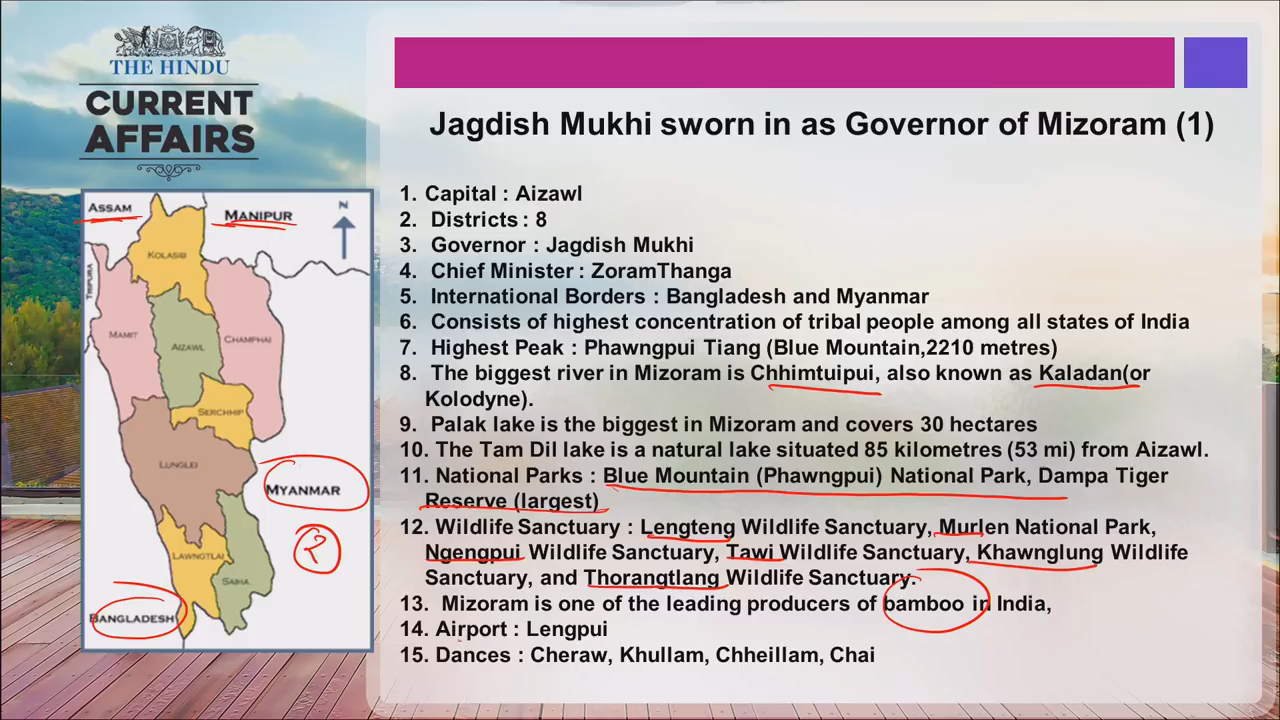 THE HINDU
CURRENT
AFFAIRS
Jagdish Mukhi sworn in as Governor of Mizoram (1)
ASSAM
MANIPUR
N
KOLASIB
TRIPURA
MAMIT
AIZAWL
CHAMPHAI
SERCHHIP
LUNGLEI
MYANMAR
२
LAWNGTLAI
SAIHA
BANGLADESH
1. Capital : Aizawl
2. Districts : 8
3. Governor : Jagdish Mukhi
4. Chief Minister : ZoramThanga
5. International Borders : Bangladesh and Myanmar
6. Consists of highest concentration of tribal people among all states of India
7. Highest Peak : Phawngpui Tiang (Blue Mountain,2210 metres)
8. The biggest river in Mizoram is Chhimtuipui, also known as Kaladan(or
Kolodyne).
9. Palak lake is the biggest in Mizoram and covers 30 hectares
10. The Tam Dil lake is a natural lake situated 85 kilometres (53 mi) from Aizawl.
11. National Parks : Blue Mountain (Phawngpui) National Park, Dampa Tiger
Reserve (largest)
12. Wildlife Sanctuary : Lengteng Wildlife Sanctuary, Murlen National Park,
Ngengpui Wildlife Sanctuary, Tawi Wildlife Sanctuary, Khawnglung Wildlife
Sanctuary, and Thorangtlang Wildlife Sanctuary.
13. Mizoram is one of the leading producers of bamboo in India,
14. Airport : Lengpui
15. Dances : Cheraw, Khullam, Chheillam, Chai